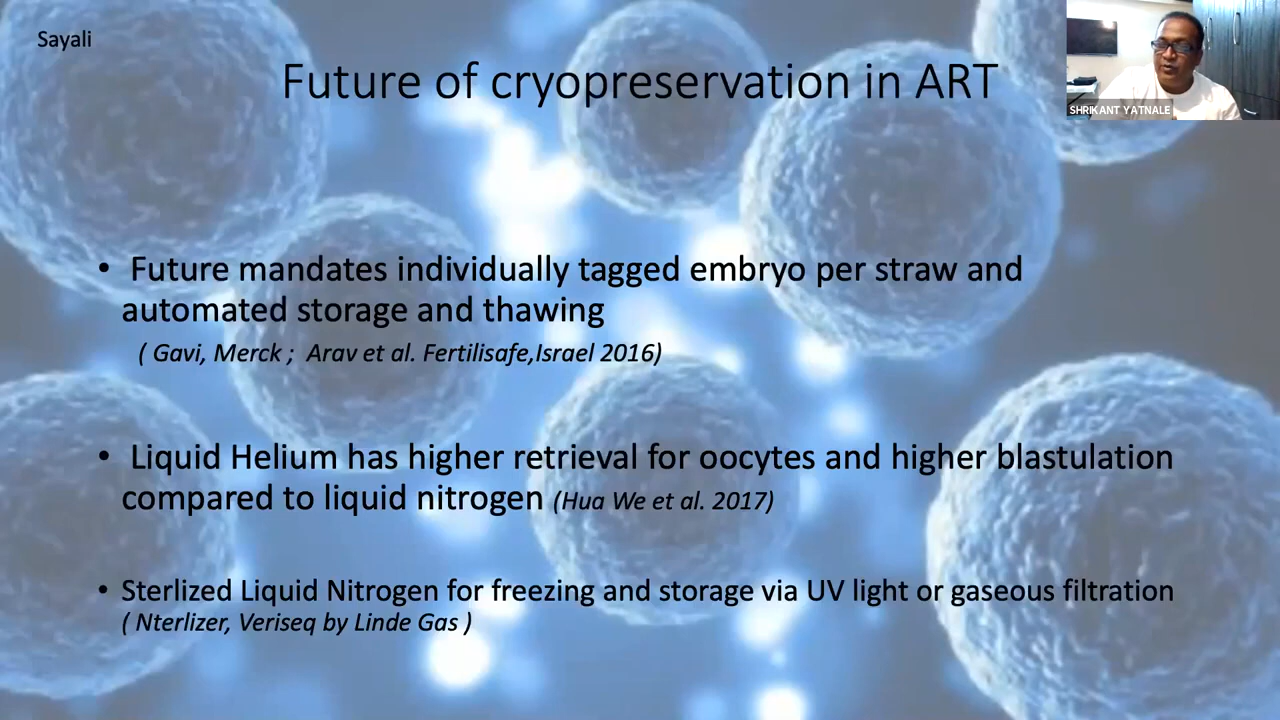 Sayali
Future of cryopreservation in ART
SHRIKANT YATNALE
• Future mandates individually tagged embryo per straw and
automated storage and thawing
( Gavi, Merck ; Arav et al. Fertilisafe,Israel 2016)
• Liquid Helium has higher retrieval for oocytes and higher blastulation
compared to liquid nitrogen (Hua We et al. 2017)
• Sterlized Liquid Nitrogen for freezing and storage via UV light or gaseous filtration
( Nterlizer, Veriseq by Linde Gas )